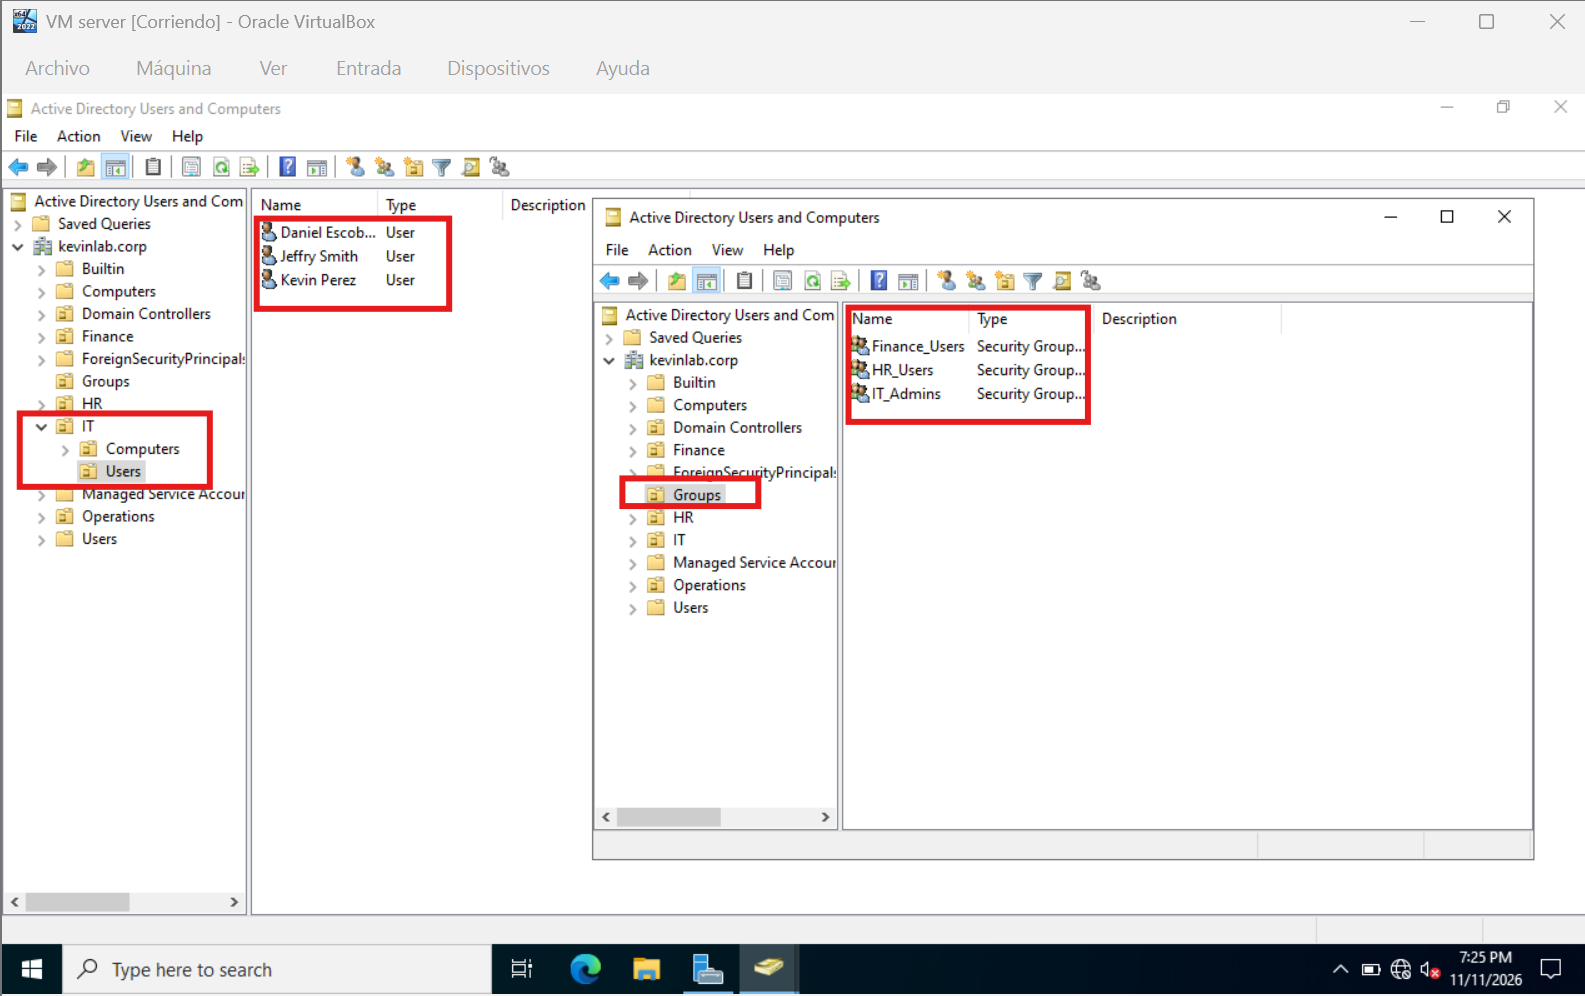 VM server [Corriendo] - Oracle VirtualBox
Archivo Máquina Ver Entrada Dispositivos Ayuda
Active Directory Users and Computers
File Action View Help
Active Directory Users and Com
Saved Queries
kevinlab.corp
Builtin
Computers
Domain Controllers
Finance
ForeignSecurityPrincipals
Groups
HR
IT
Computers
Users
Managed Service Accour
Operations
Users
Name Type Description
Daniel Escob... User
Jeffry Smith User
Kevin Perez User
Active Directory Users and Computers
File Action View Help
Active Directory Users and Com
Saved Queries
kevinlab.corp
Builtin
Computers
Domain Controllers
Finance
ForeignSecurityPrincipals
Groups
HR
IT
Managed Service Accour
Operations
Users
Name Type Description
Finance_Users Security Group...
HR_Users Security Group...
IT_Admins Security Group...
Type here to search
7:25 PM
11/11/2026